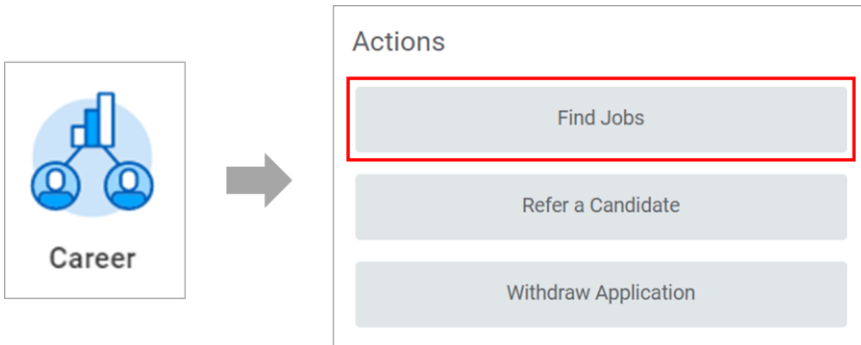 Actions
Find Jobs
Refer a Candidate
Career
Withdraw Application